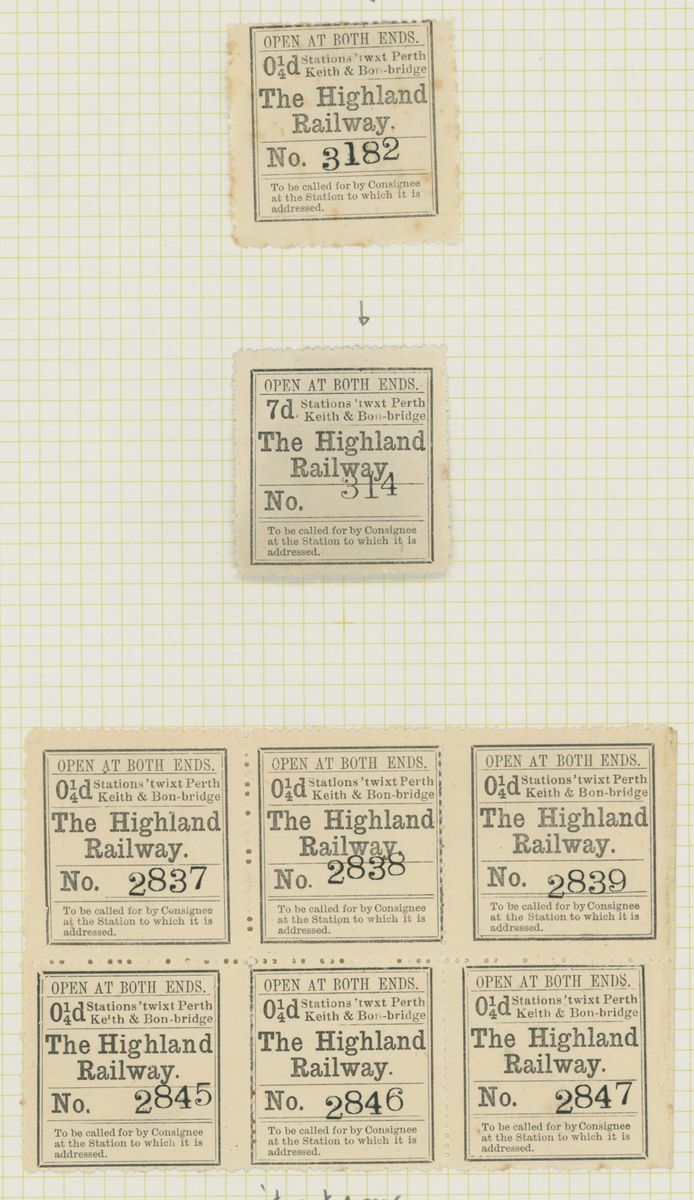 OPEN AT BOTH ENDS.
0¼d Stations 'twxt Perth
Keith & Bon-bridge
The Highland
Railway.
No. 3182
To be called for by Consignee
at the Station to which it is
addressed.
OPEN AT BOTH ENDS.
7d. Stations 'twxt Perth
Keith & Bon-bridge
The Highland
Railway.
No. 314
To be called for by Consignee
at the Station to which it is
addressed.
OPEN AT BOTH ENDS.
0¼d Stations 'twixt Perth
Keith & Bon-bridge
The Highland
Railway.
No. 2837
To be called for by Consignee
at the Station to which it is
addressed.
OPEN AT BOTH ENDS.
0¼d Stations 'twixt Perth
Keith & Bon-bridge
The Highland
Railway.
No. 2838
To be called for by Consignee
at the Station to which it is
addressed.
OPEN AT BOTH ENDS.
0¼d Stations 'twixt Perth
Keith & Bon-bridge
The Highland
Railway.
No. 2839
To be called for by Consignee
at the Station to which it is
addressed.
OPEN AT BOTH ENDS.
0¼d Stations 'twixt Perth
Keith & Bon-bridge
The Highland
Railway.
No. 2845
To be called for by Consignee
at the Station to which it is
addressed.
OPEN AT BOTH ENDS.
0¼d Stations 'twixt Perth
Keith & Bon-bridge
The Highland
Railway.
No. 2846
To be called for by Consignee
at the Station to which it is
addressed.
OPEN AT BOTH ENDS.
0¼d Stations 'twixt Perth
Keith & Bon-bridge
The Highland
Railway.
No. 2847
To be called for by Consignee
at the Station to which it is
addressed.